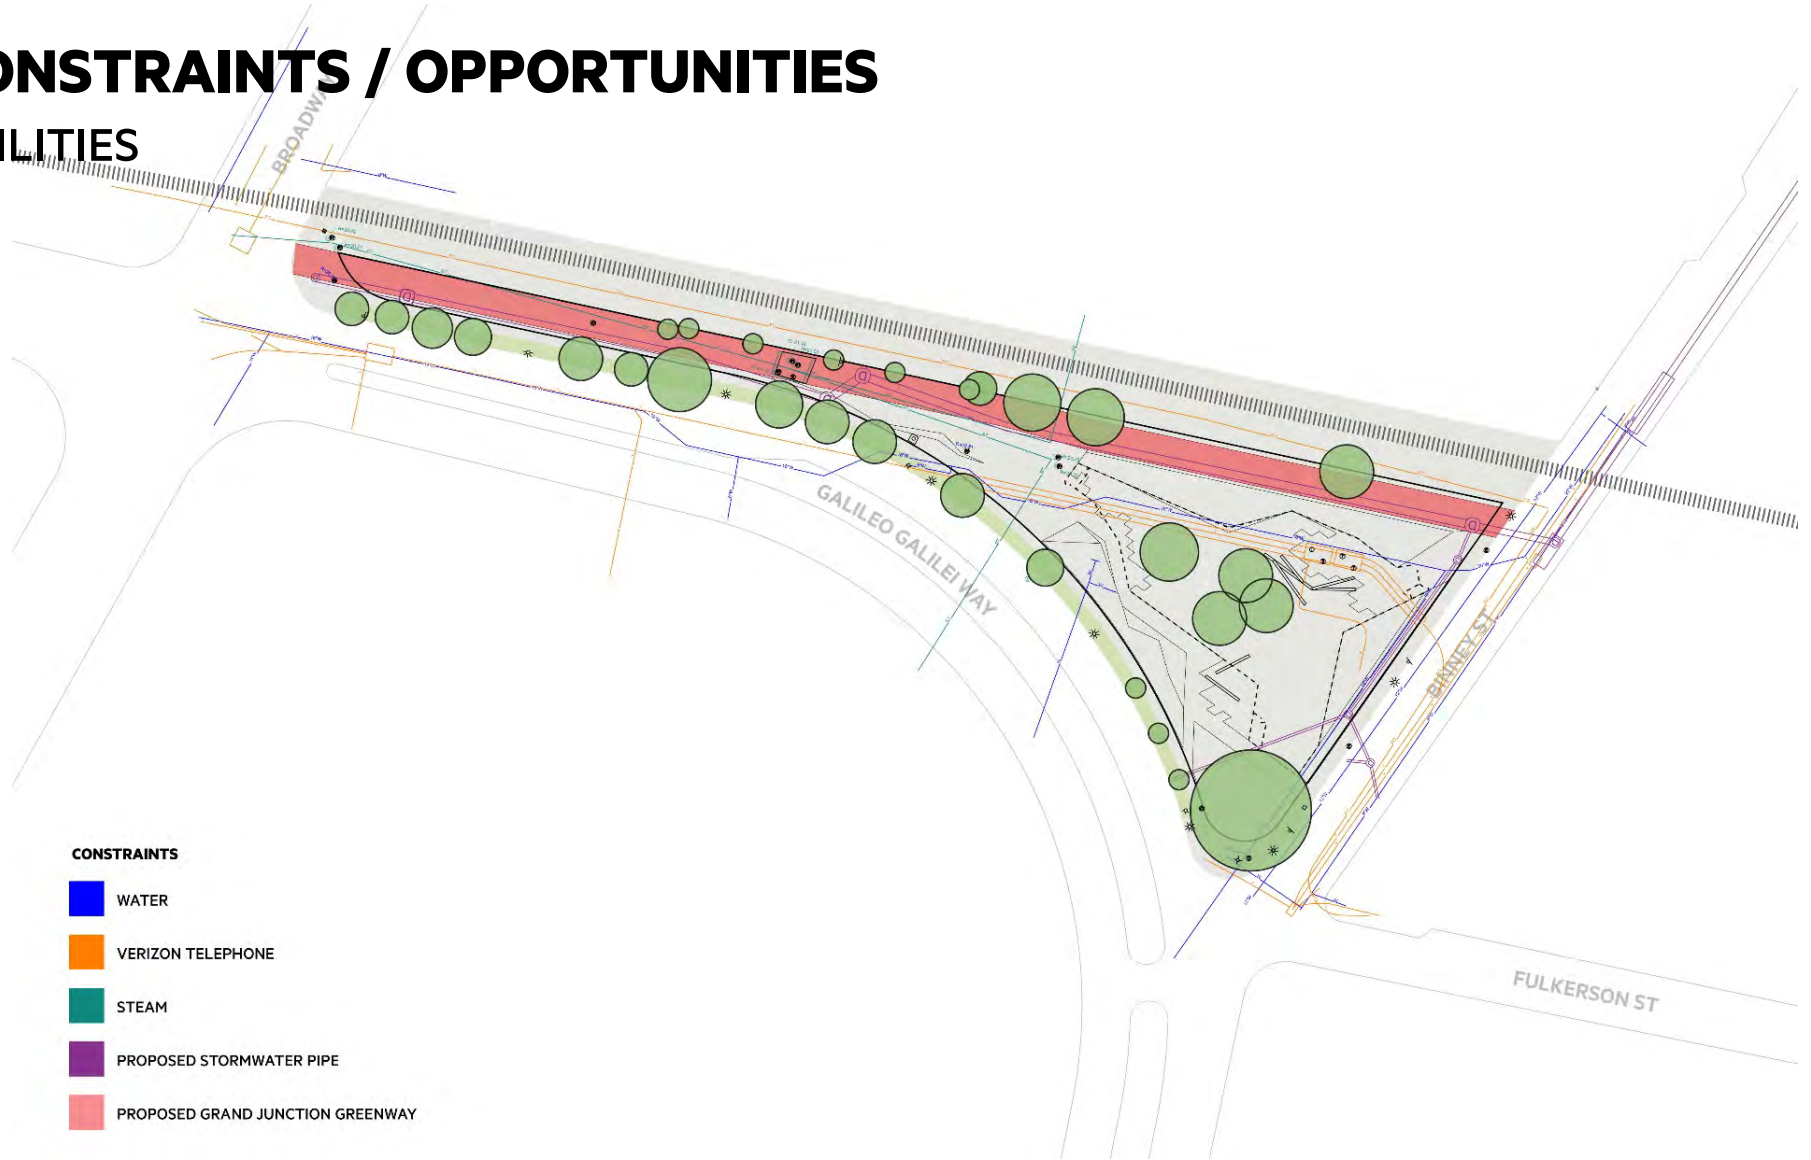 ONSTRAINTS / OPPORTUNITIES
ILITIES
BROADWA
GALILEO GALILEI WAY
BINNEY ST
FULKERSON ST
CONSTRAINTS
WATER
VERIZON TELEPHONE
STEAM
PROPOSED STORMWATER PIPE
PROPOSED GRAND JUNCTION GREENWAY